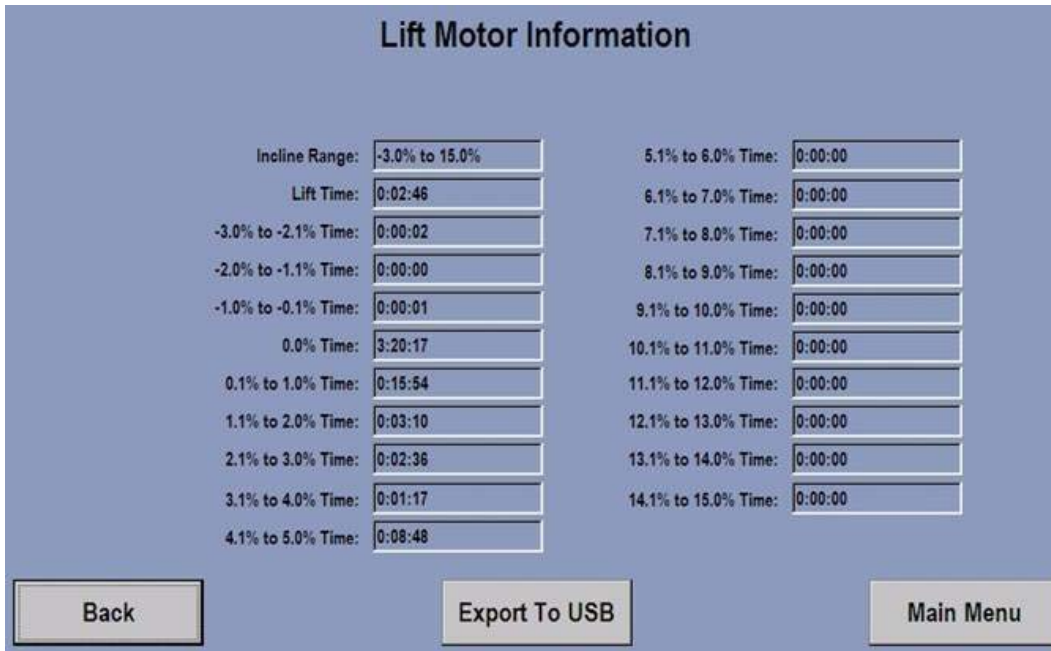 Lift Motor Information
Incline Range: -3.0% to 15.0%
Lift Time: 0:02:46
-3.0% to -2.1% Time: 0:00:02
-2.0% to -1.1% Time: 0:00:00
-1.0% to -0.1% Time: 0:00:01
0.0% Time: 3:20:17
0.1% to 1.0% Time: 0:15:54
1.1% to 2.0% Time: 0:03:10
2.1% to 3.0% Time: 0:02:36
3.1% to 4.0% Time: 0:01:17
4.1% to 5.0% Time: 0:08:48
5.1% to 6.0% Time: 0:00:00
6.1% to 7.0% Time: 0:00:00
7.1% to 8.0% Time: 0:00:00
8.1% to 9.0% Time: 0:00:00
9.1% to 10.0% Time: 0:00:00
10.1% to 11.0% Time: 0:00:00
11.1% to 12.0% Time: 0:00:00
12.1% to 13.0% Time: 0:00:00
13.1% to 14.0% Time: 0:00:00
14.1% to 15.0% Time: 0:00:00
Back
Export To USB
Main Menu